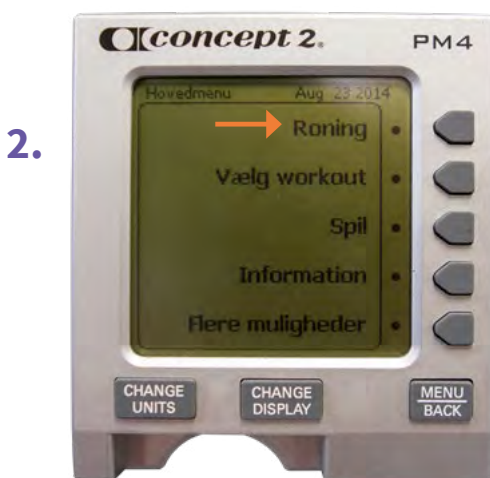 concept 2.
PM4
Hovedmenu Aug 23 2014
2.
Roning
Vælg workout
Spil
Information
Flere muligheder
CHANGE UNITS
CHANGE DISPLAY
MENU BACK